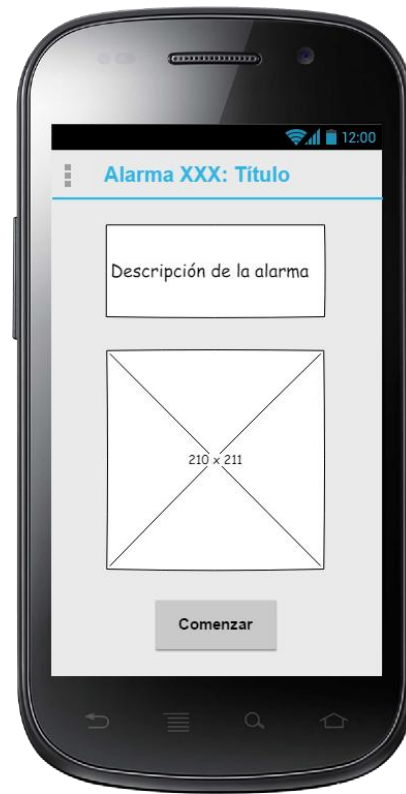 12:00
Alarma XXX: Título
Descripción de la alarma
210 × 211
Comenzar